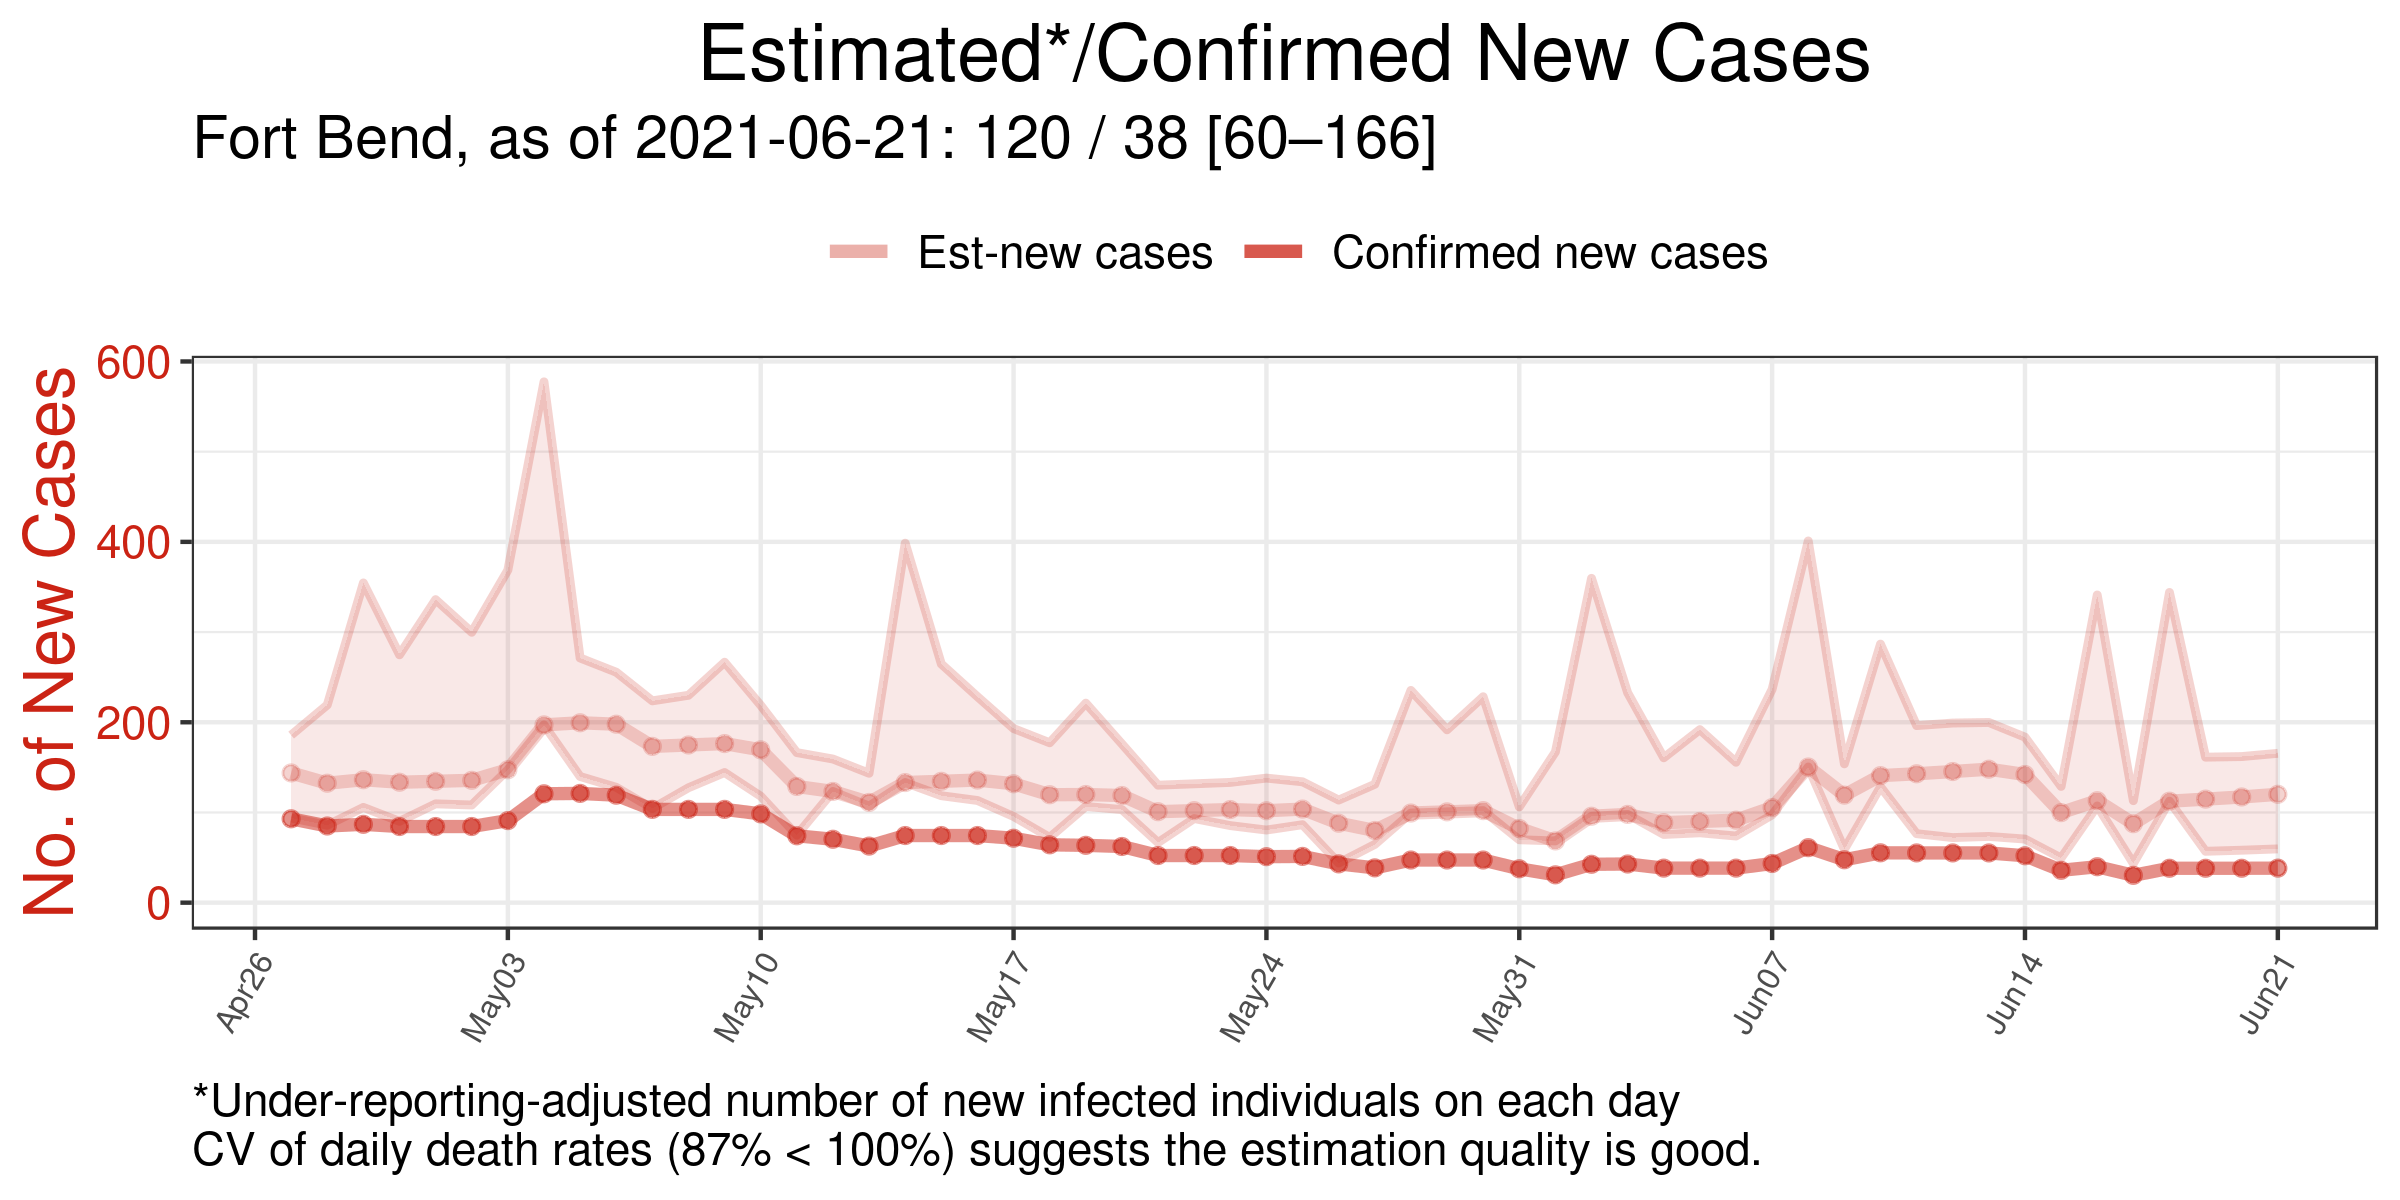 Estimated*/Confirmed New Cases
Fort Bend, as of 2021-06-21: 120 / 38 [60–166]
Est-new cases
Confirmed new cases
No. of New Cases
600
400
200
0
Apr26
May03
May10
May17
May24
May31
Jun07
Jun14
Jun21
*Under-reporting-adjusted number of new infected individuals on each day
CV of daily death rates (87% < 100%) suggests the estimation quality is good.